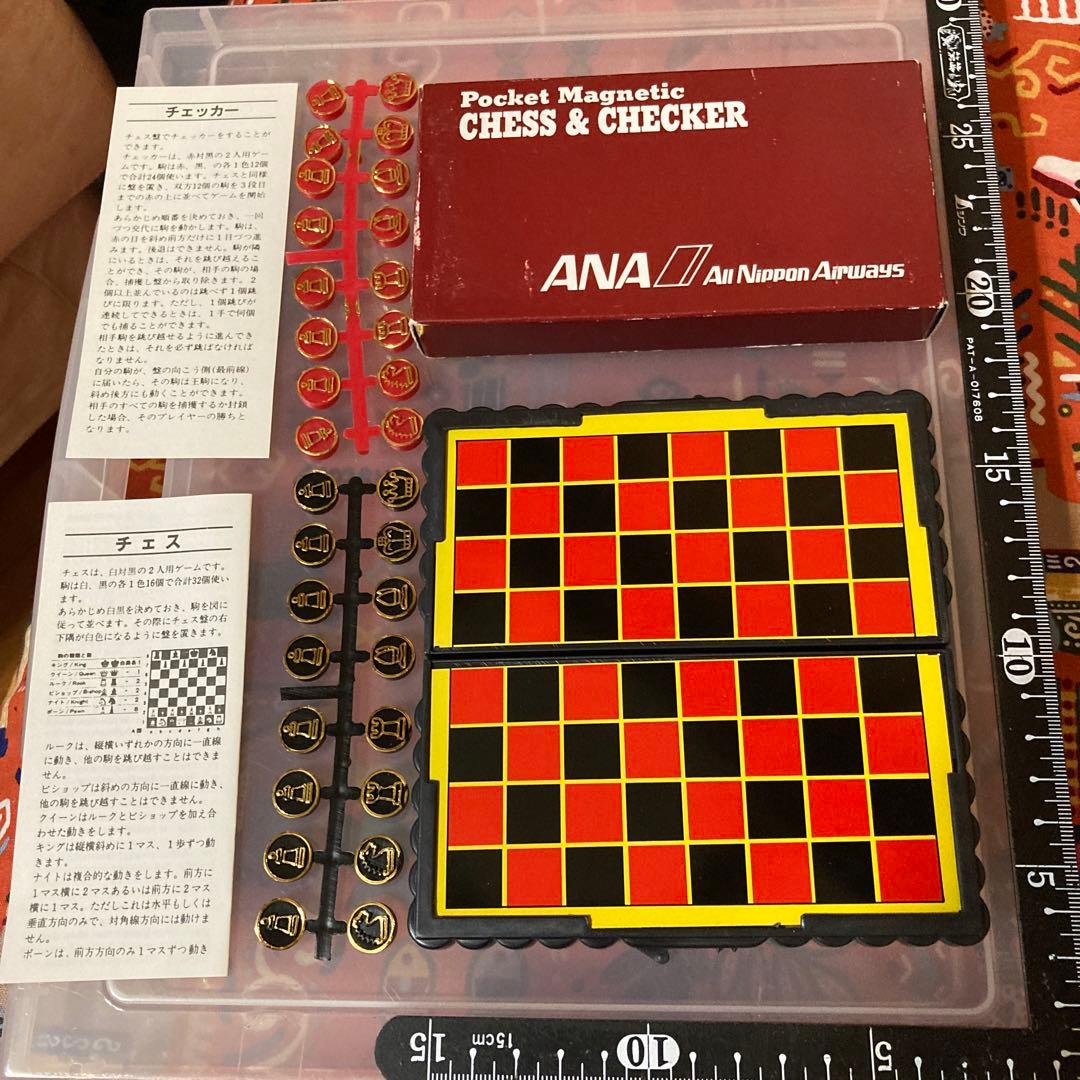 チェッカー
チェス盤でチェッカーをすることが
できます。
チェッカーは、赤対黒の2人用ゲー
ムです。駒は赤、黒、の各1色12個
で合計24個使います。チェスと同様
に盤を置き、双方12個の駒を3段目
までの赤の上に並べてゲームを開始
します。
あらかじめ順番を決めておき、一回
づつ交代に駒を動かします。駒は、
赤の目を斜め前方だけに1目づつ進
みます。後退はできません。駒が隣
にいるときは、それを跳び越えるこ
とができ、その駒が、相手の駒の場
合、捕獲し盤から取り除きます。2
個以上並んでいるのは跳べず1個跳
びに限ります。ただし、1個跳びが
連続してできるときは、1手で何個
でも捕ることができます。
相手駒を跳び越せるように進んでき
たときは、それを必ず跳ばなければ
なりません。
自分の駒が、盤の向こう側(最前線)
に届いたら、その駒は王駒になり、
斜め後方にも動くことができます。
相手のすべての駒を捕獲するか封鎖
した場合、そのプレイヤーの勝ちと
なります。
Pocket Magnetic
CHESS & CHECKER
ANA All Nippon Airways
チェス
チェスは、白対黒の2人用ゲームです。
駒は白、黒の各1色16個で合計32個使い
ます。
あらかじめ白黒を決めておき、駒を図に
従って並べます。その際にチェス盤の右
下隅が白色になるように盤を置きます。
駒の種類と数
キング/King 白黒各1
クイーン/Queen 〃 1
ルーク/Rook 〃 2
ビショップ/Bishop 〃 2
ナイト/Knight 〃 2
ポーン/Pawn 〃 8
a b c d e f g h
ルークは、縦横いずれかの方向に一直線
に動き、他の駒を跳び越すことはできま
せん。
ビショップは斜めの方向に一直線に動き、
他の駒を跳び越すことはできません。
クイーンはルークとビショップを加え合
わせた動きをします。
キングは縦横斜めに1マス、1歩ずつ動
きます。
ナイトは複合的な動きをします。前方に
1マス横に2マスあるいは前方に2マス
横に1マス。ただしこれは水平もしくは
垂直方向のみで、対角線方向には動けま
せん。
ポーンは、前方方向のみ1マスずつ動き
25
20
PAT-A-017608
15
10
5
15
15cm
10
5